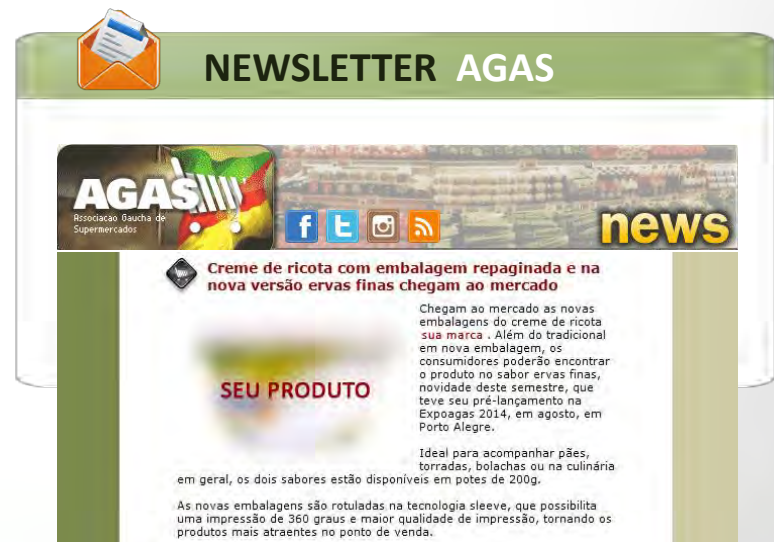 NEWSLETTER AGAS
AGAS
Associacao Gaucha de
Supermercados
news
Creme de ricota com embalagem repaginada e na
nova versão ervas finas chegam ao mercado
Chegam ao mercado as novas
embalagens do creme de ricota
sua marca . Além do tradicional
em nova embalagem, os
consumidores poderão encontrar
o produto no sabor ervas finas,
novidade deste semestre, que
teve seu pré-lançamento na
Expoagas 2014, em agosto, em
Porto Alegre.
SEU PRODUTO
Ideal para acompanhar pães,
torradas, bolachas ou na culinária
em geral, os dois sabores estão disponíveis em potes de 200g.
As novas embalagens são rotuladas na tecnologia sleeve, que possibilita
uma impressão de 360 graus e maior qualidade de impressão, tornando os
produtos mais atraentes no ponto de venda.